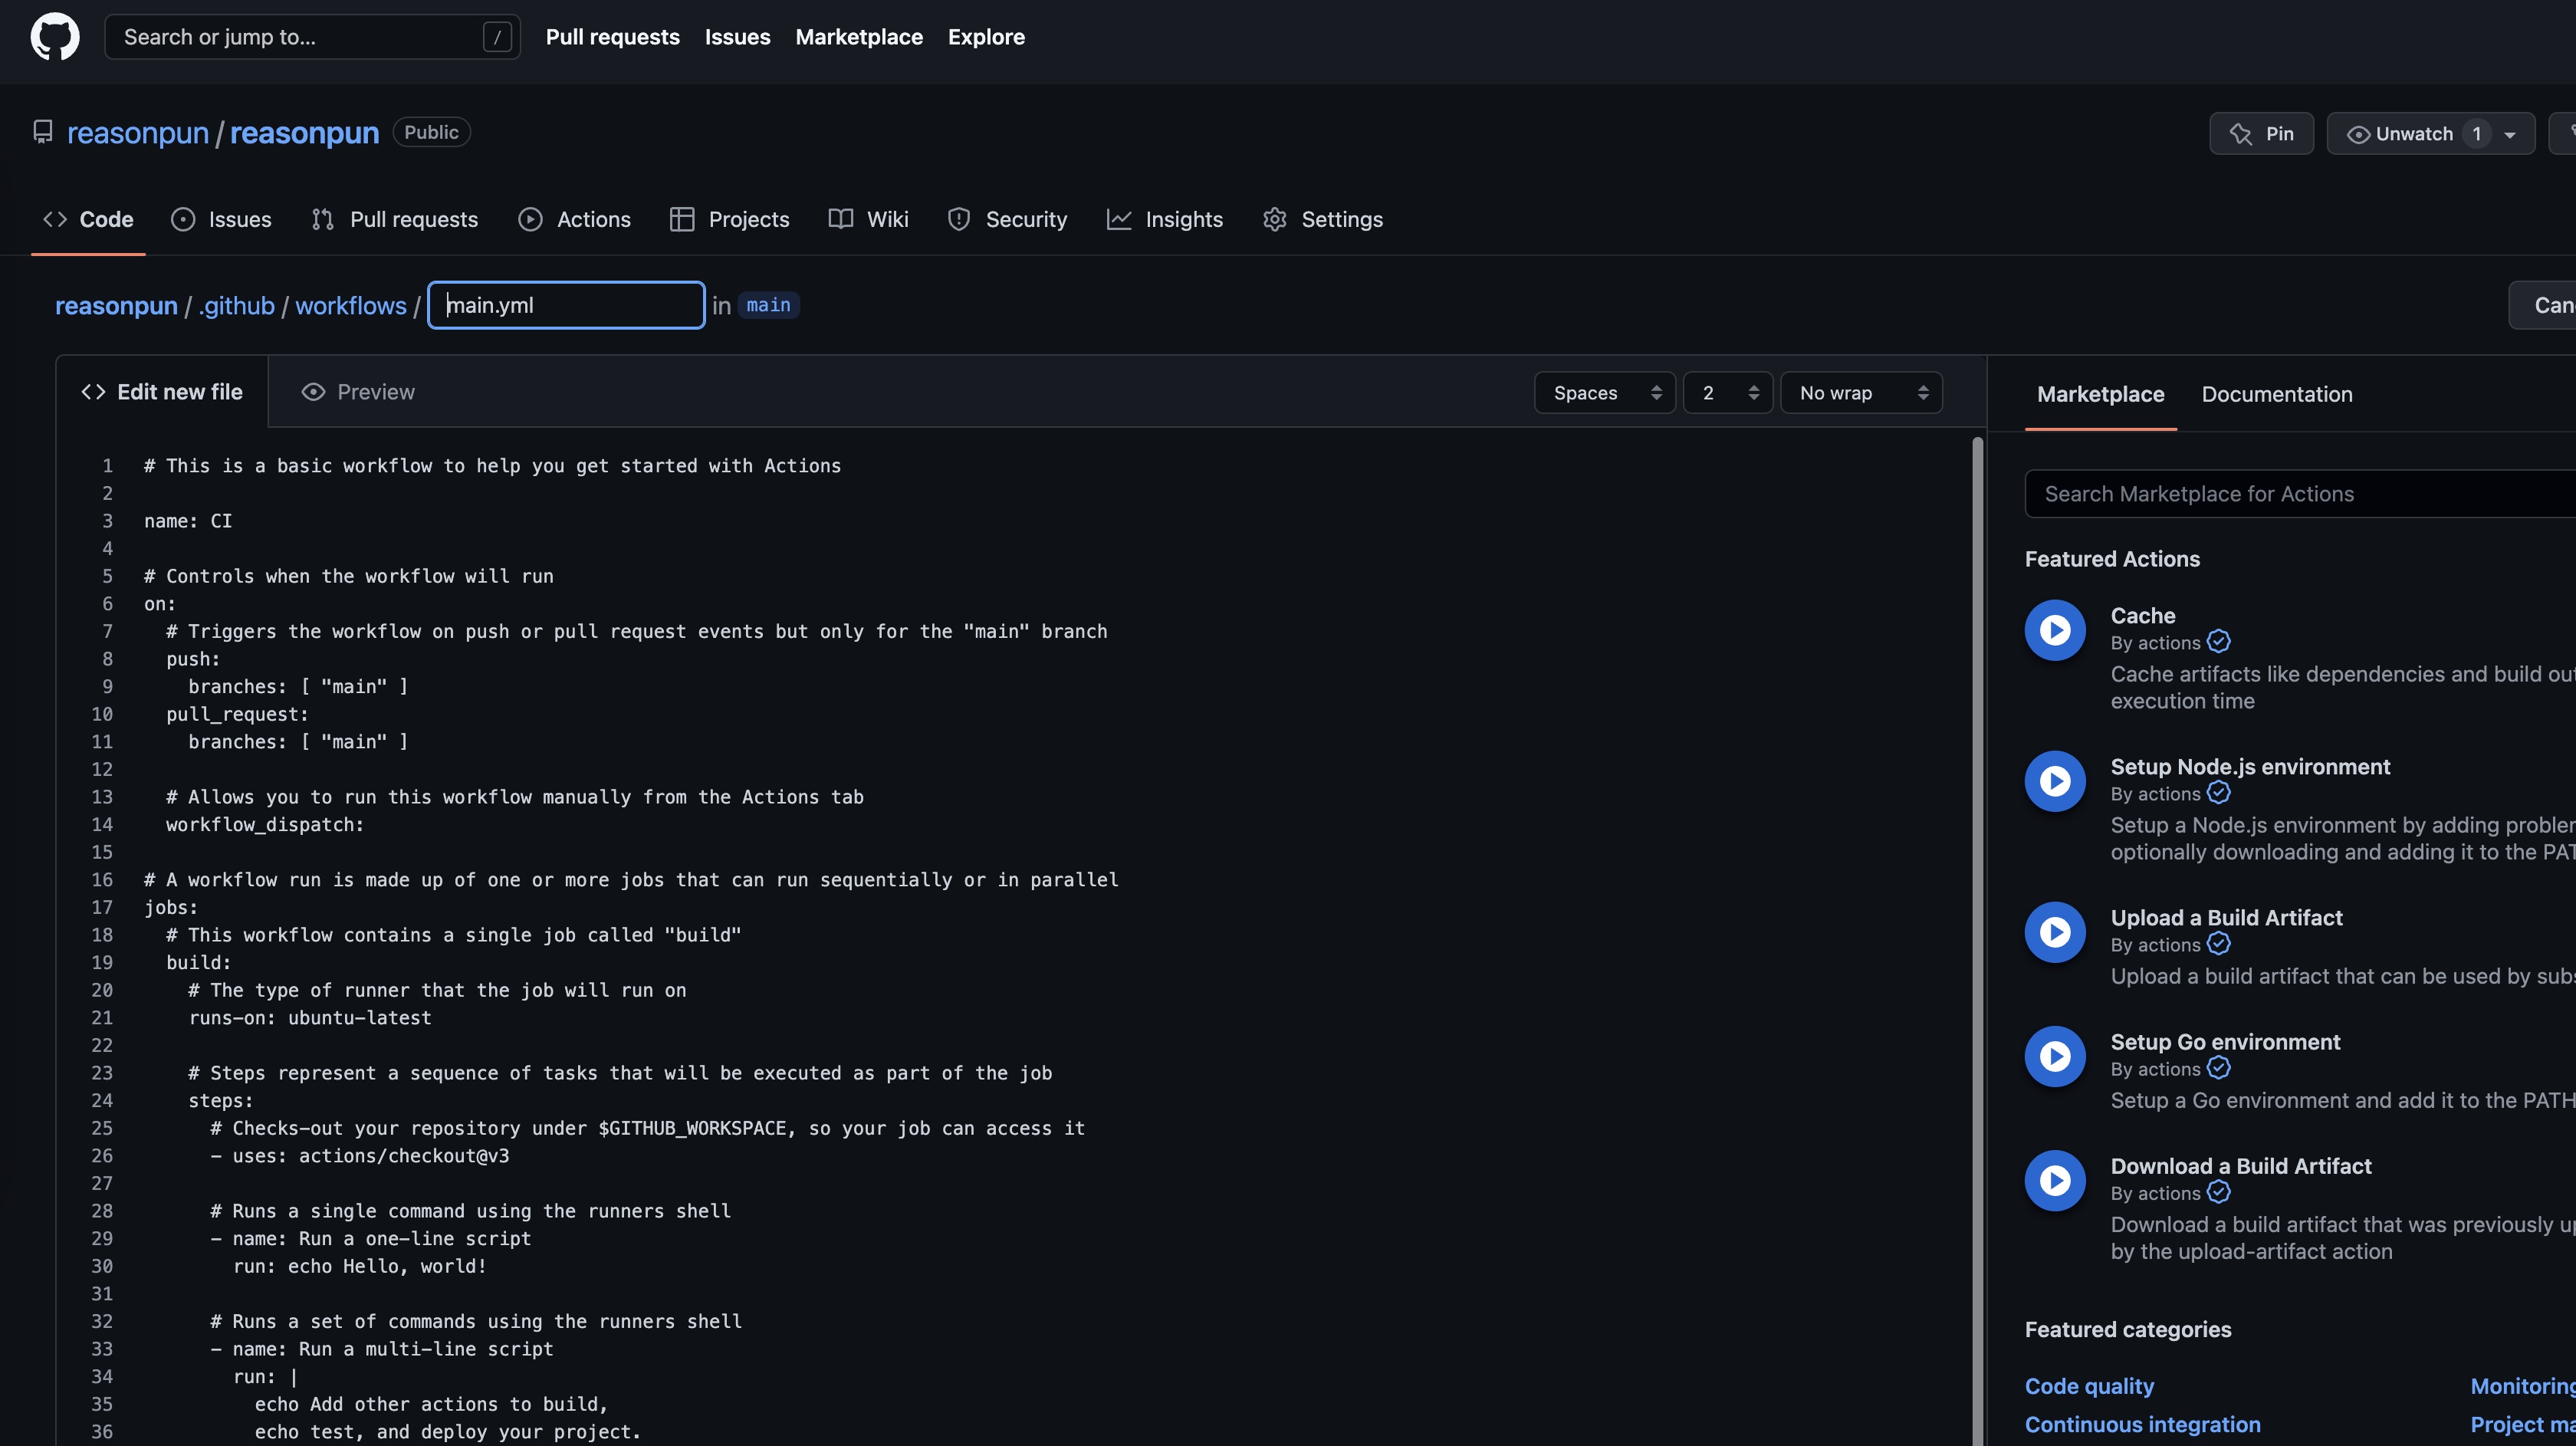 Search or jump to... /
Pull requests Issues Marketplace Explore
reasonpun / reasonpun Public
Pin Unwatch 1
Code Issues Pull requests Actions Projects Wiki Security Insights Settings
reasonpun / .github / workflows / main.yml in main
Edit new file Preview
Spaces 2 No wrap
1 # This is a basic workflow to help you get started with Actions
2
3 name: CI
4
5 # Controls when the workflow will run
6 on:
7 # Triggers the workflow on push or pull request events but only for the "main" branch
8 push:
9 branches: [ "main" ]
10 pull_request:
11 branches: [ "main" ]
12
13 # Allows you to run this workflow manually from the Actions tab
14 workflow_dispatch:
15
16 # A workflow run is made up of one or more jobs that can run sequentially or in parallel
17 jobs:
18 # This workflow contains a single job called "build"
19 build:
20 # The type of runner that the job will run on
21 runs-on: ubuntu-latest
22
23 # Steps represent a sequence of tasks that will be executed as part of the job
24 steps:
25 # Checks-out your repository under $GITHUB_WORKSPACE, so your job can access it
26 - uses: actions/checkout@v3
27
28 # Runs a single command using the runners shell
29 - name: Run a one-line script
30 run: echo Hello, world!
31
32 # Runs a set of commands using the runners shell
33 - name: Run a multi-line script
34 run: |
35 echo Add other actions to build,
36 echo test, and deploy your project.
Marketplace Documentation
Search Marketplace for Actions
Featured Actions
Cache
By actions
Cache artifacts like dependencies and build
execution time
Setup Node.js environment
By actions
Setup a Node.js environment by adding
optionally downloading and adding it to the
Upload a Build Artifact
By actions
Upload a build artifact that can be used by
Setup Go environment
By actions
Setup a Go environment and add it to the PATH
Download a Build Artifact
By actions
Download a build artifact that was previously
by the upload-artifact action
Featured categories
Code quality Monitoring
Continuous integration Project